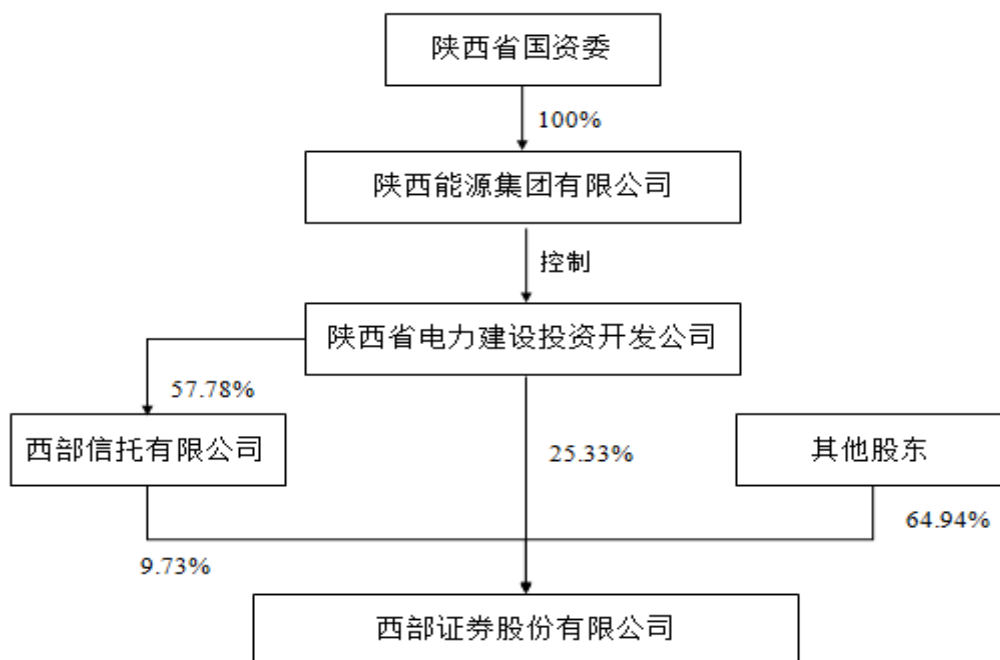 陕西省国资委
100%
陕西能源集团有限公司
控制
陕西省电力建设投资开发公司
57.78%
西部信托有限公司
25.33%
其他股东
64.94%
9.73%
西部证券股份有限公司